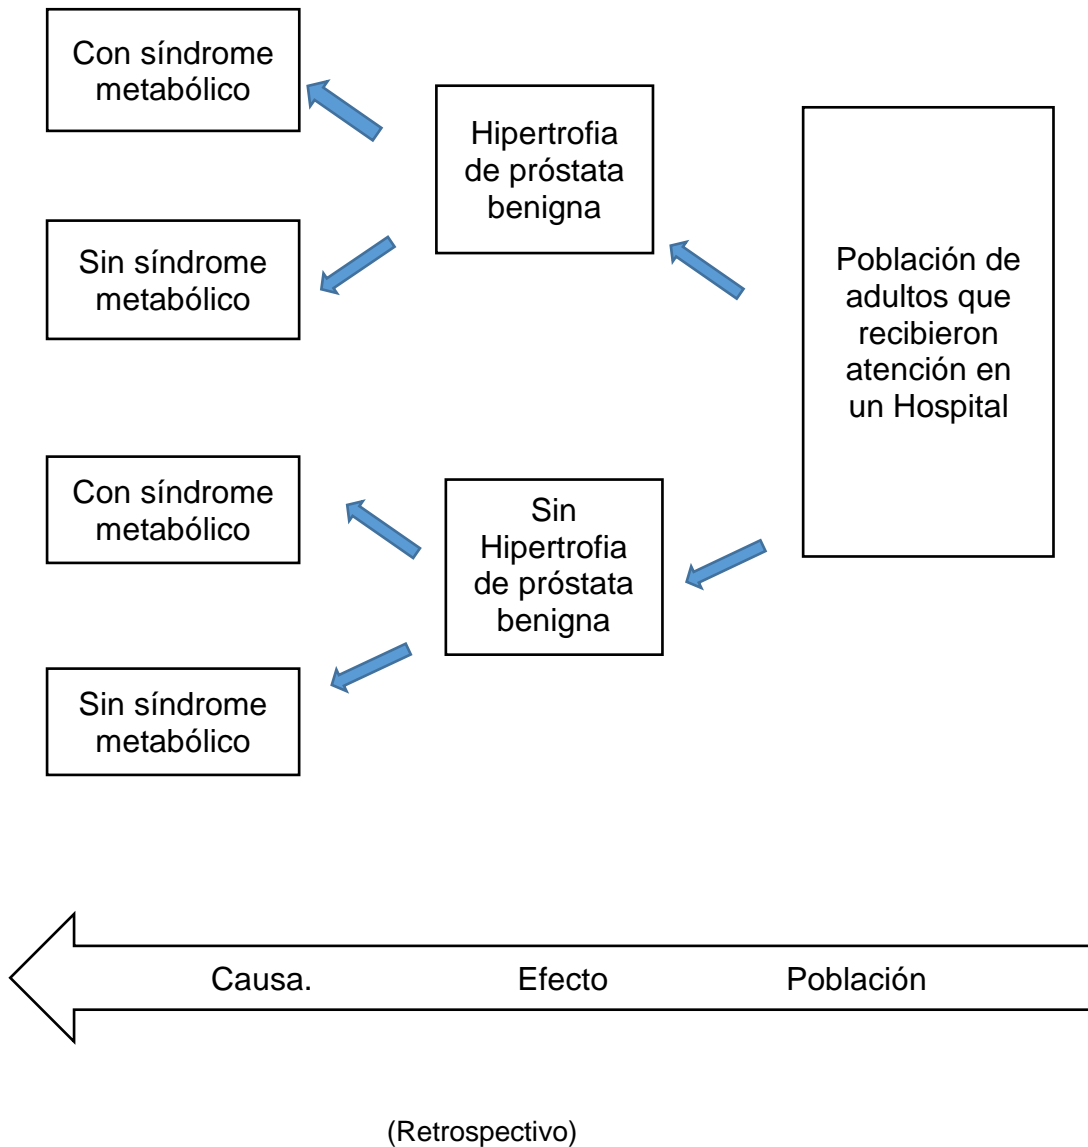 Con síndrome
metabólico
Hipertrofia
de próstata
benigna
Sin síndrome
metabólico
Población de
adultos que
recibieron
atención en
un Hospital
Con síndrome
metabólico
Sin
Hipertrofia
de próstata
benigna
Sin síndrome
metabólico
Causa. Efecto Población
(Retrospectivo)